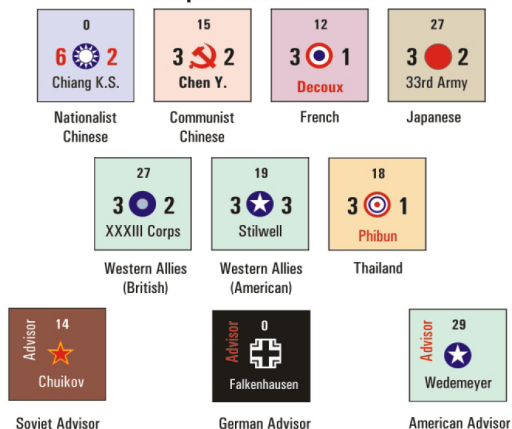 0
6 2
Chiang K.S.
Nationalist
Chinese
15
3 2
Chen Y.
Communist
Chinese
12
3 1
Decoux
French
27
3 2
33rd Army
Japanese
27
3 2
XXXIII Corps
Western Allies
(British)
19
3 3
Stilwell
Western Allies
(American)
18
3 1
Phibun
Thailand
Advisor
14
Chuikov
Soviet Advisor
Advisor
0
Falkenhausen
German Advisor
Advisor
29
Wedemeyer
American Advisor